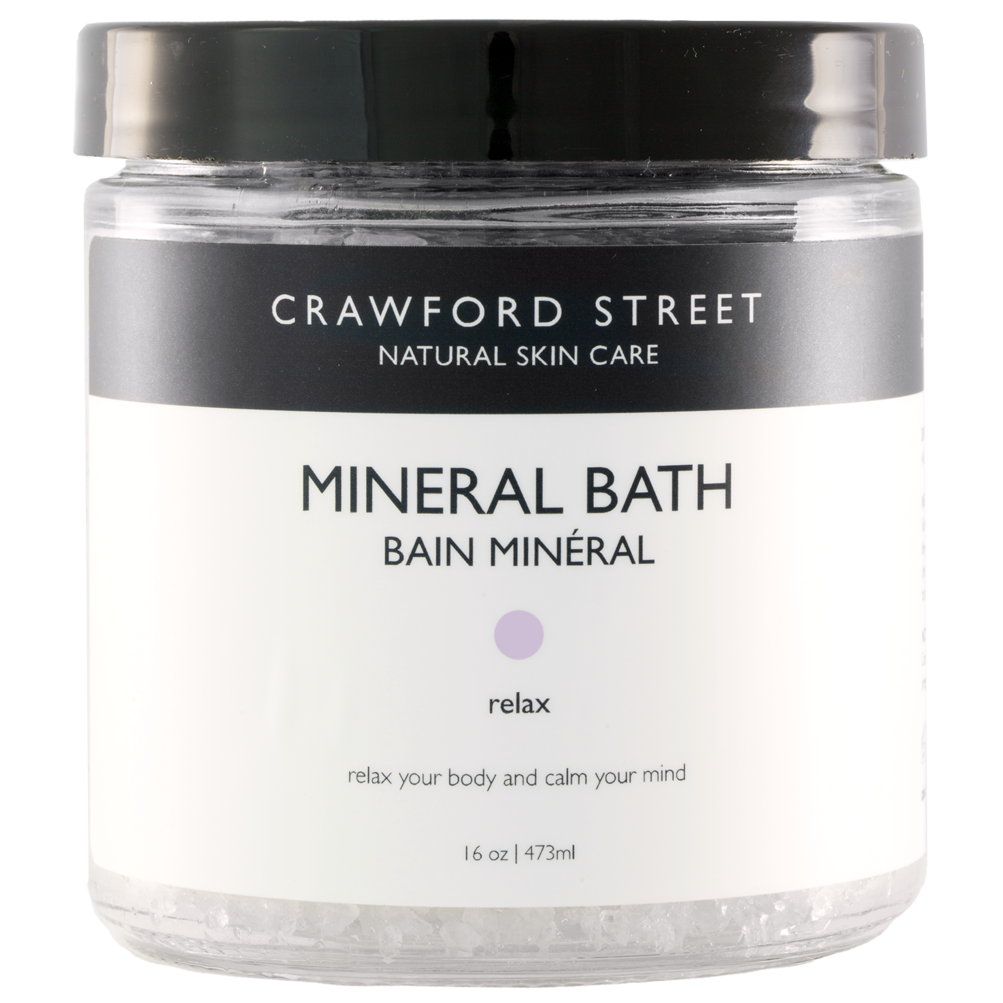 CRAWFORD STREET
NATURAL SKIN CARE
MINERAL BATH
BAIN MINÉRAL
relax
relax your body and calm your mind
16 oz | 473ml